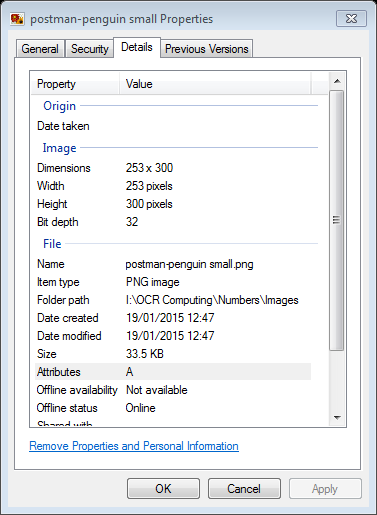 postman-penguin small Properties
General Security Details Previous Versions
Property Value
Origin
Date taken
Image
Dimensions 253 x 300
Width 253 pixels
Height 300 pixels
Bit depth 32
File
Name postman-penguin small.png
Item type PNG image
Folder path I:\OCR Computing\Numbers\Images
Date created 19/01/2015 12:47
Date modified 19/01/2015 12:47
Size 33.5 KB
Attributes A
Offline availability Not available
Offline status Online
Shared with
Remove Properties and Personal Information
OK Cancel Apply